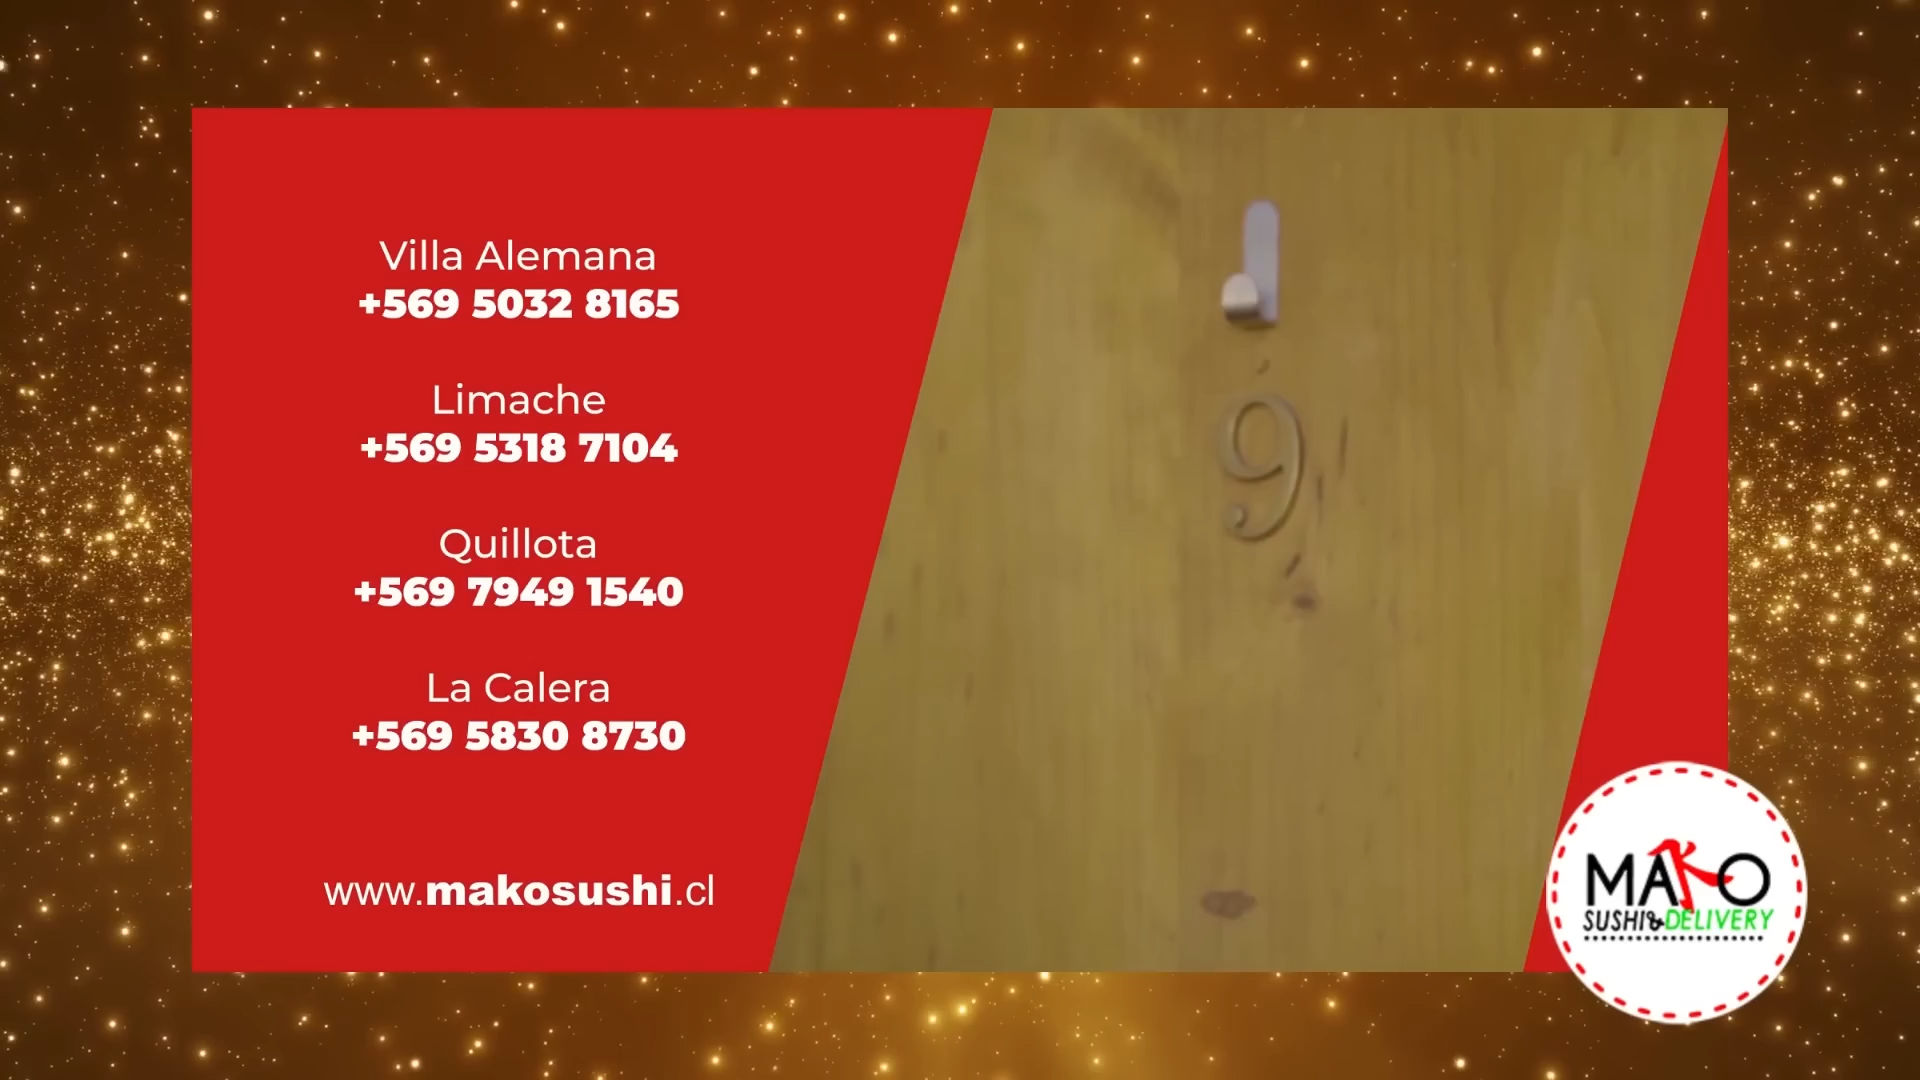 Villa Alemana
+569 5032 8165
Limache
+569 5318 7104
Quillota
+569 7949 1540
La Calera
+569 5830 8730
www.makosushi.cl
9
MAKO
SUSHI&DELIVERY